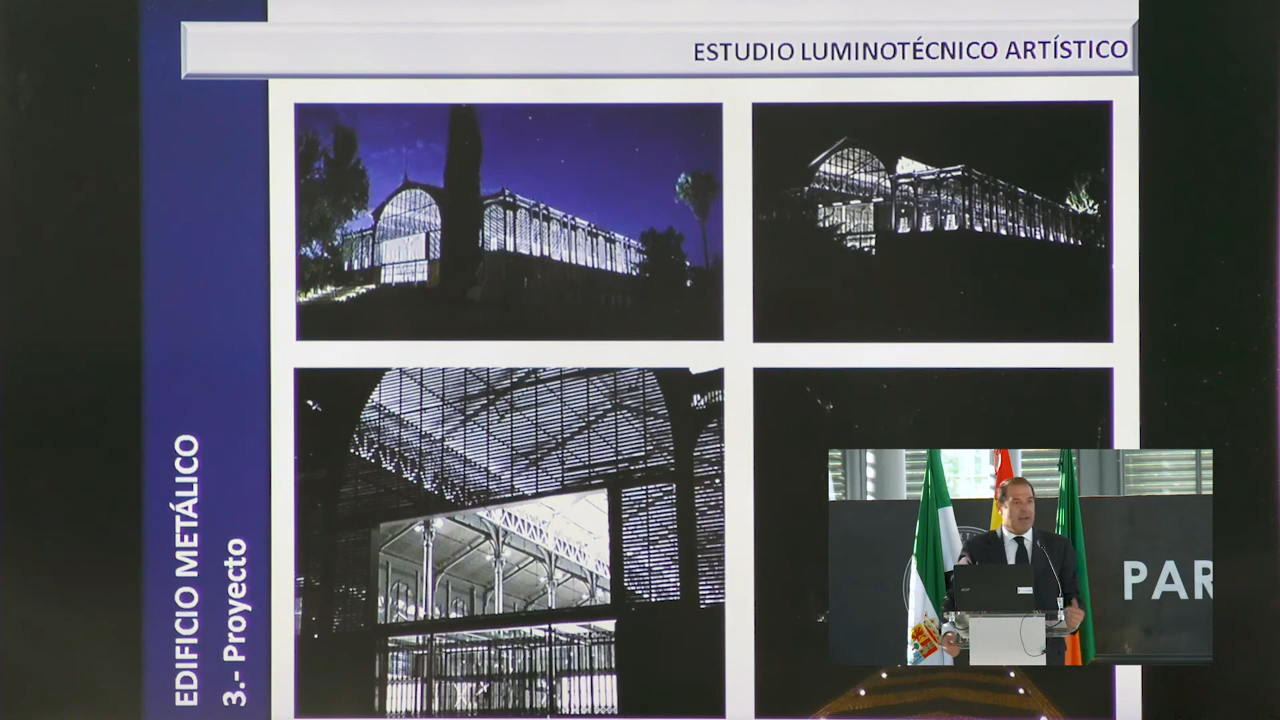 ESTUDIO LUMINOTÉCNICO ARTÍSTICO
EDIFICIO METÁLICO
3.- Proyecto
PAR